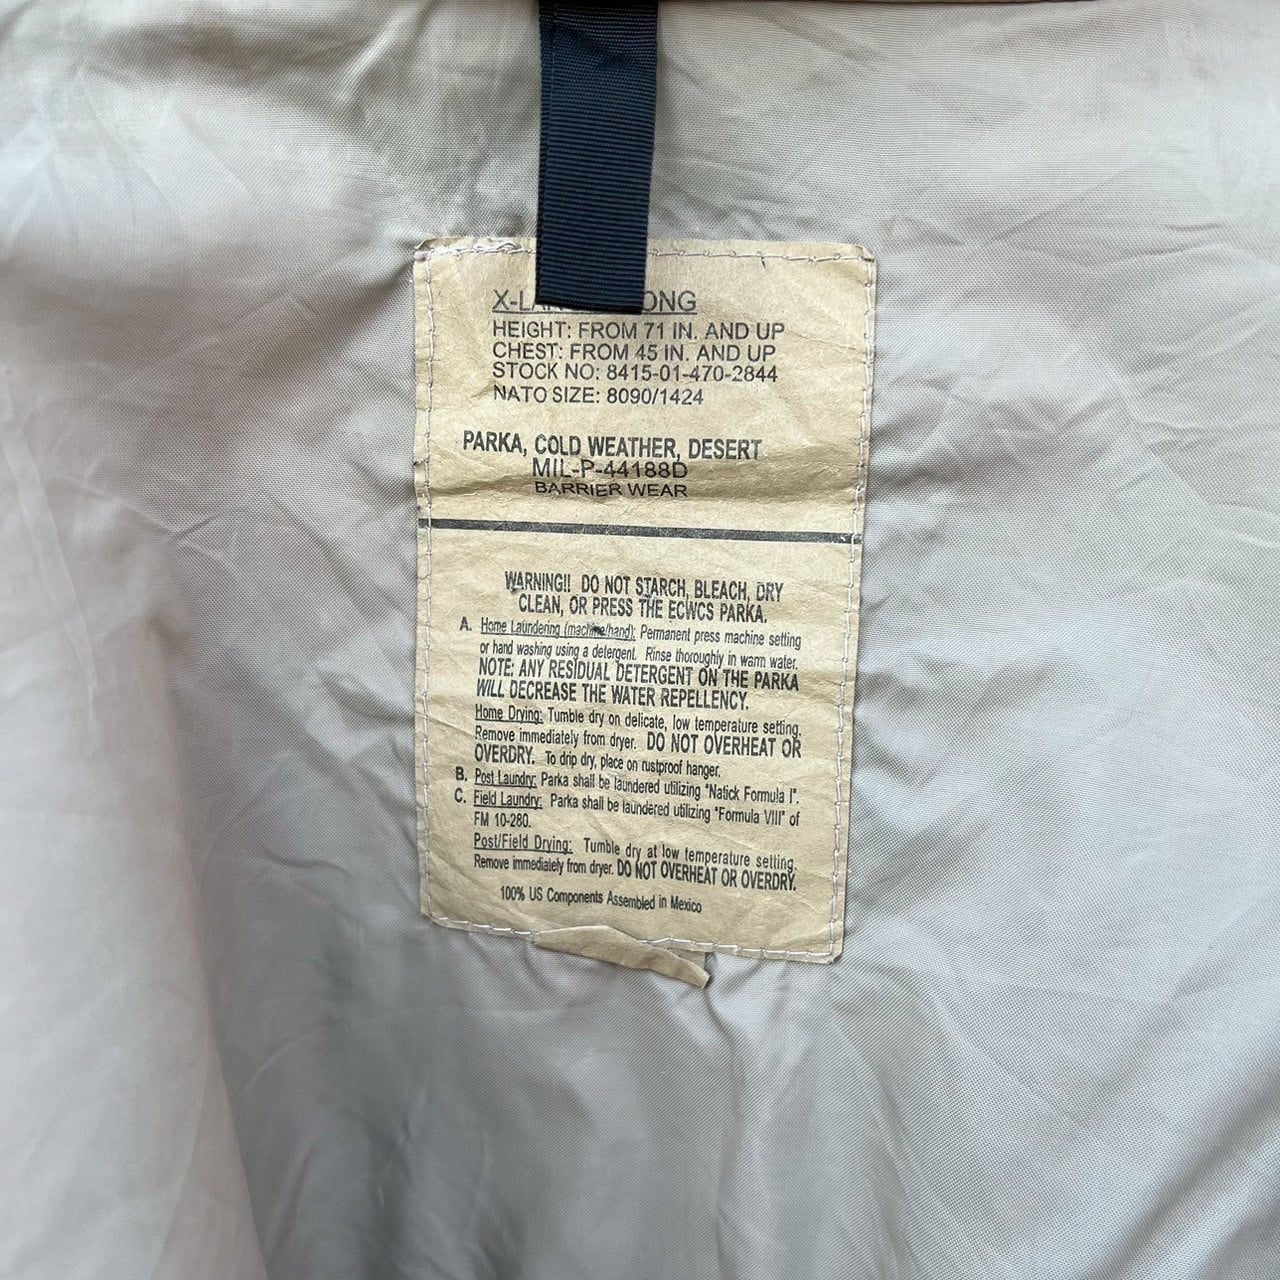 X-LA ONG
HEIGHT: FROM 71 IN. AND UP
CHEST: FROM 45 IN. AND UP
STOCK NO: 8415-01-470-2844
NATO SIZE: 8090/1424
PARKA, COLD WEATHER, DESERT
MIL-P-44188D
BARRIER WEAR
WARNING!! DO NOT STARCH, BLEACH, DRY
CLEAN, OR PRESS THE ECWCS PARKA.
A. Home Laundering (machine/hand): Permanent press machine setting
or hand washing using a detergent. Rinse thoroughly in warm water.
NOTE: ANY RESIDUAL DETERGENT ON THE PARKA
WILL DECREASE THE WATER REPELLENCY.
Home Drying: Tumble dry on delicate, low temperature setting.
Remove immediately from dryer. DO NOT OVERHEAT OR
OVERDRY. To drip dry, place on rustproof hanger.
B. Post Laundry: Parka shall be laundered utilizing "Natick Formula I".
C. Field Laundry: Parka shall be laundered utilizing "Formula VIII" of
FM 10-280.
Post/Field Drying: Tumble dry at low temperature setting.
Remove immediately from dryer. DO NOT OVERHEAT OR OVERDRY.
100% US Components Assembled in Mexico